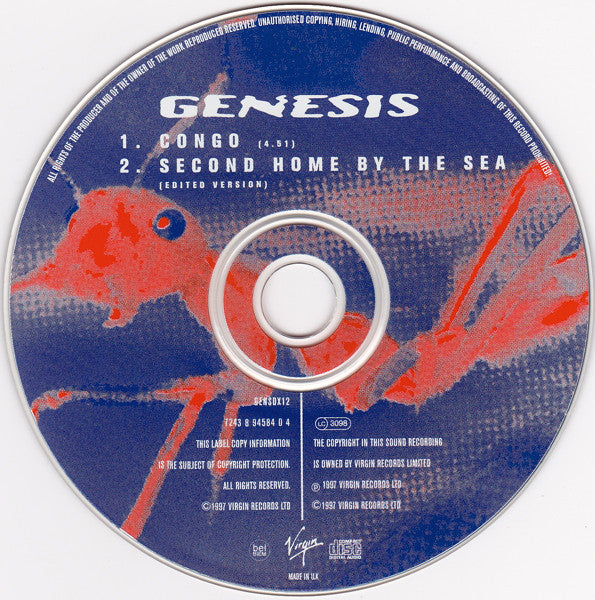 ALL RIGHTS OF THE PRODUCER AND OF THE OWNER OF THE WORK REPRODUCED RESERVED. UNAUTHORISED COPYING, HIRING, LENDING, PUBLIC PERFORMANCE AND BROADCASTING OF THIS RECORD PROHIBITED!
GENESIS
1. CONGO (4.51)
2. SECOND HOME BY THE SEA
(EDITED VERSION)
GENSDX12
7243 8 94584 0 4
THIS LABEL COPY INFORMATION
IS THE SUBJECT OF COPYRIGHT PROTECTION.
ALL RIGHTS RESERVED.
©1997 VIRGIN RECORDS LTD
LC 3098
THE COPYRIGHT IN THIS SOUND RECORDING
IS OWNED BY VIRGIN RECORDS LIMITED
℗ 1997 VIRGIN RECORDS LTD
©1997 VIRGIN RECORDS LTD
bel
BIEM
Virgin
COMPACT
disc
DIGITAL AUDIO
MADE IN U.K